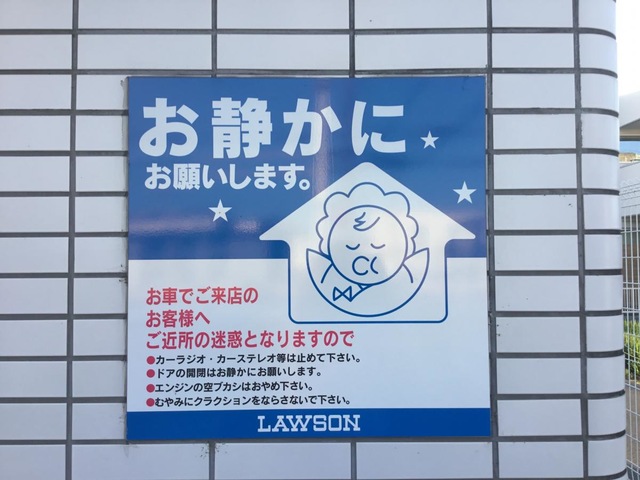 お静かに
お願いします。
お車でご来店の
お客様へ
ご近所の迷惑となりますので
●カーラジオ・カーステレオ等は止めて下さい。
●ドアの開閉はお静かにお願いします。
●エンジンの空ブカシはおやめ下さい。
●むやみにクラクションをならさないで下さい。
LAWSON